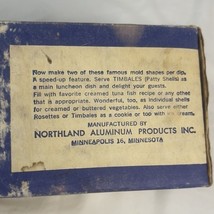 Now make two of these famous mold shapes per dip.
A speed-up feature. Serve TIMBALES (Patty Shells) as
a main luncheon dish and delight your guests.
Fill with creamed tuna fish recipe or any other
that is appropriate. Wonderful, too, as individual shells for
creamed or buttered vegetables. Also serve either
Rosettes or Timbales as a cookie or too with ice cream.
MANUFACTURED BY
NORTHLAND ALUMINUM PRODUCTS INC.
MINNEAPOLIS 16, MINNESOTA